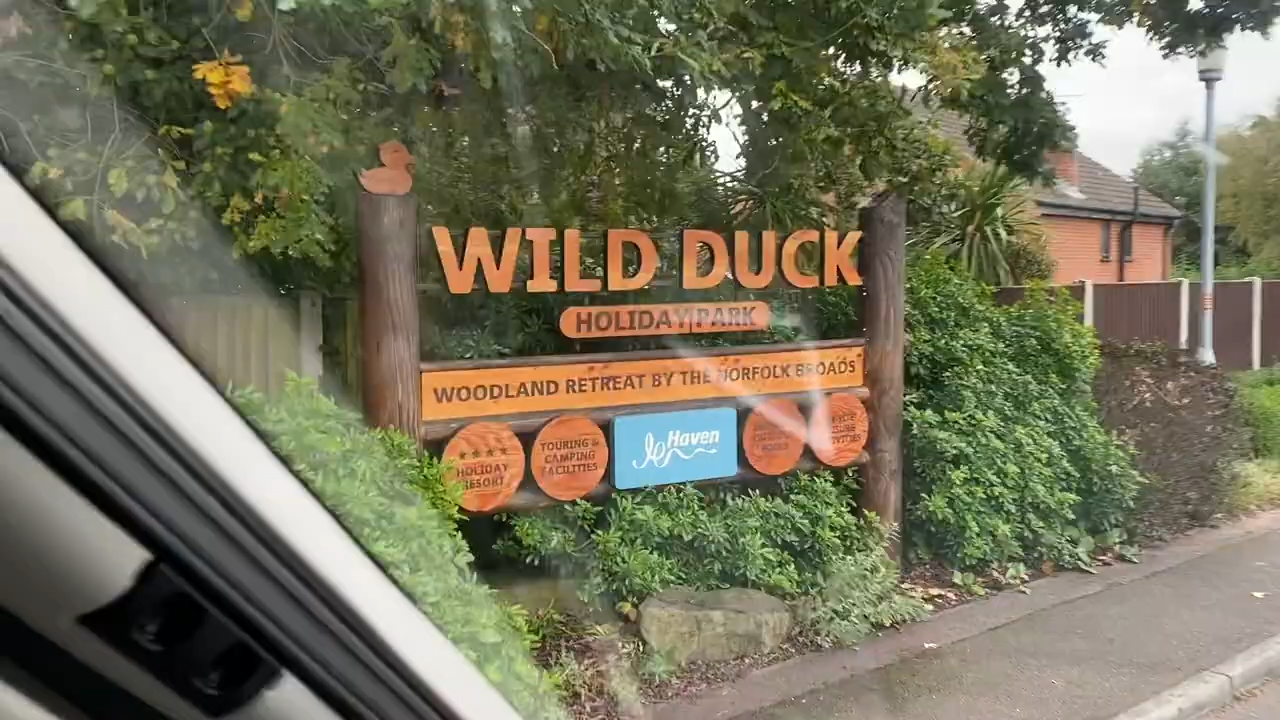 WILD DUCK
HOLIDAY PARK
WOODLAND RETREAT BY THE NORFOLK BROADS
★★★★
HOLIDAY
RESORT
TOURING &
CAMPING
FACILITIES
Haven